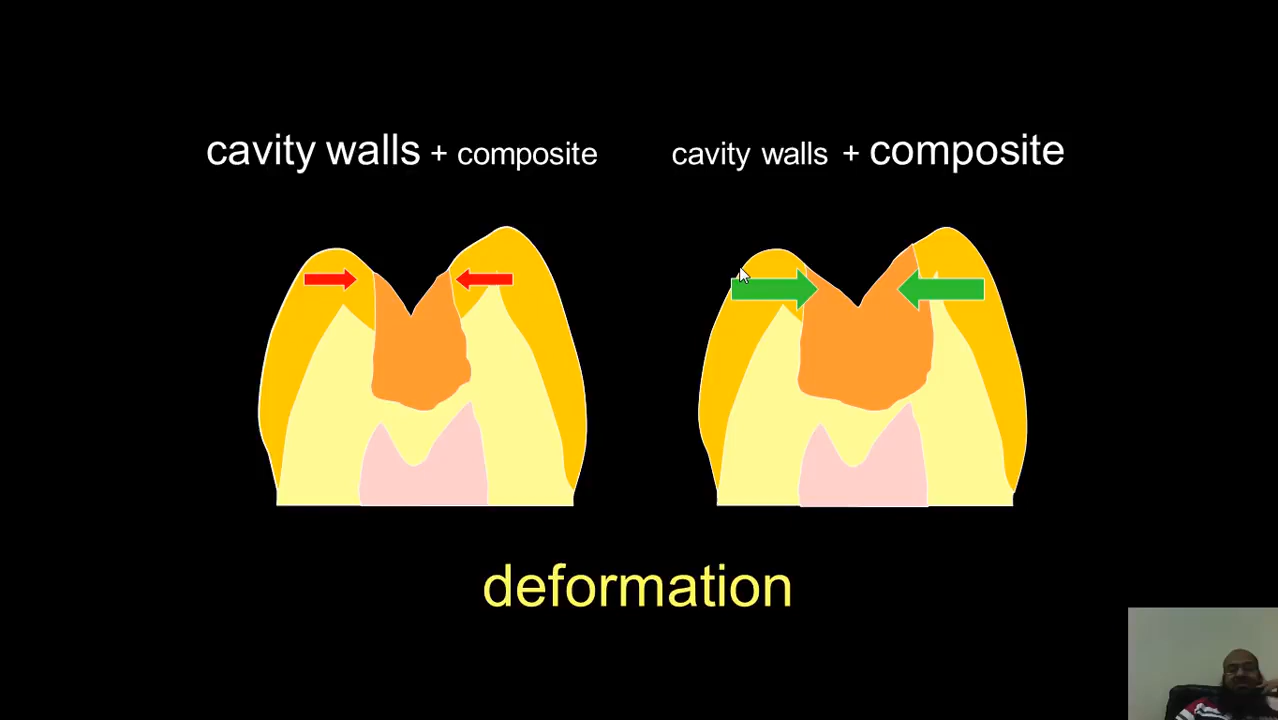 cavity walls + composite
cavity walls + composite
deformation